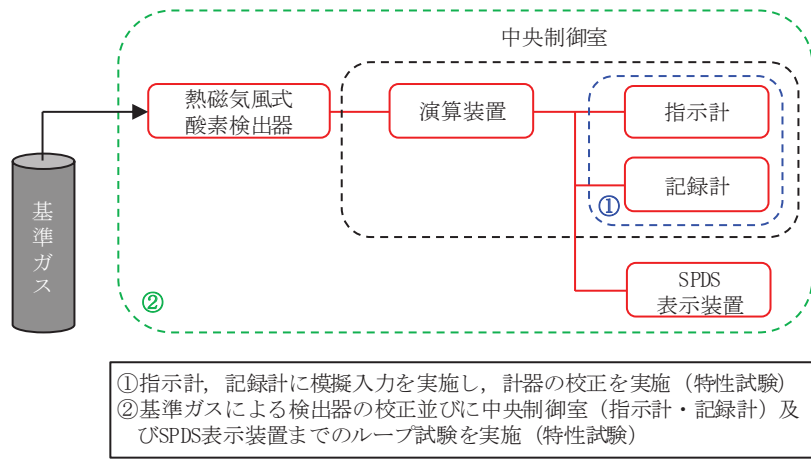 中央制御室
熱磁気風式
酸素検出器
演算装置
指示計
記録計
①
基準ガス
②
SPDS
表示装置
①指示計，記録計に模擬入力を実施し，計器の校正を実施（特性試験）
②基準ガスによる検出器の校正並びに中央制御室（指示計・記録計）及
びSPDS表示装置までのループ試験を実施（特性試験）